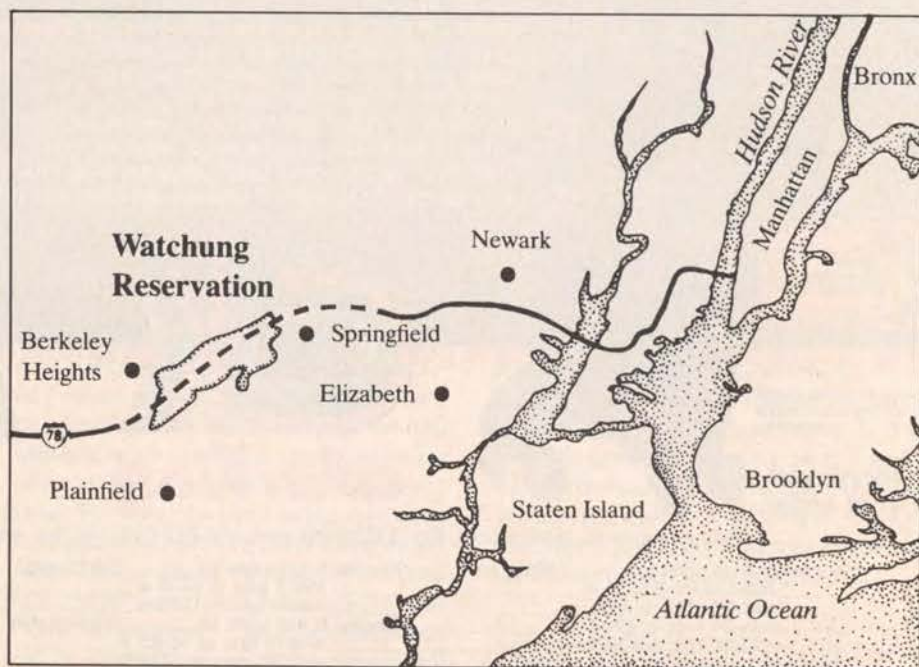 Hudson River
Bronx
Manhattan
Watchung
Reservation
Newark
Springfield
Berkeley
Heights
Elizabeth
78
Plainfield
Brooklyn
Staten Island
Atlantic Ocean